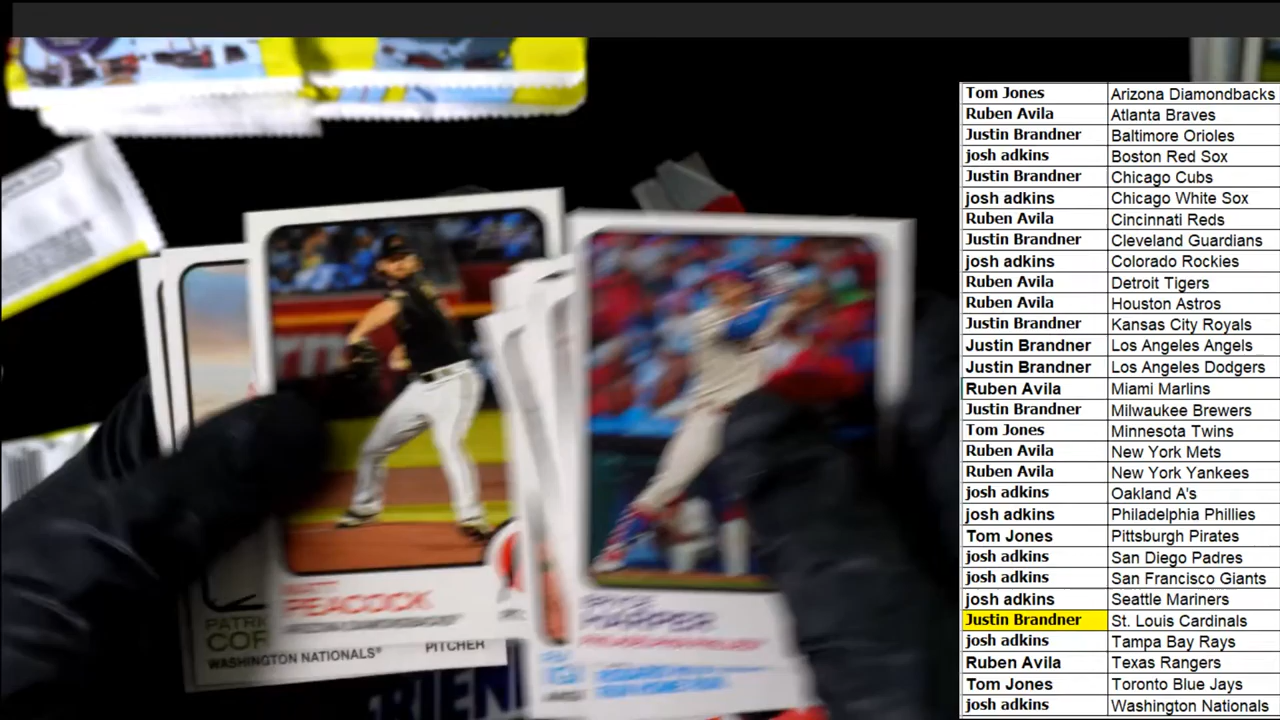 Tom Jones Arizona Diamondbacks
Ruben Avila Atlanta Braves
Justin Brandner Baltimore Orioles
josh adkins Boston Red Sox
Justin Brandner Chicago Cubs
josh adkins Chicago White Sox
Ruben Avila Cincinnati Reds
Justin Brandner Cleveland Guardians
josh adkins Colorado Rockies
Ruben Avila Detroit Tigers
Ruben Avila Houston Astros
Justin Brandner Kansas City Royals
Justin Brandner Los Angeles Angels
Justin Brandner Los Angeles Dodgers
Ruben Avila Miami Marlins
Justin Brandner Milwaukee Brewers
Tom Jones Minnesota Twins
Ruben Avila New York Mets
Ruben Avila New York Yankees
josh adkins Oakland A's
josh adkins Philadelphia Phillies
Tom Jones Pittsburgh Pirates
josh adkins San Diego Padres
josh adkins San Francisco Giants
josh adkins Seattle Mariners
Justin Brandner St. Louis Cardinals
josh adkins Tampa Bay Rays
Ruben Avila Texas Rangers
Tom Jones Toronto Blue Jays
josh adkins Washington Nationals
PEACOCK
PITCHER
PATRI
COR
WASHINGTON NATIONALS
HARPER